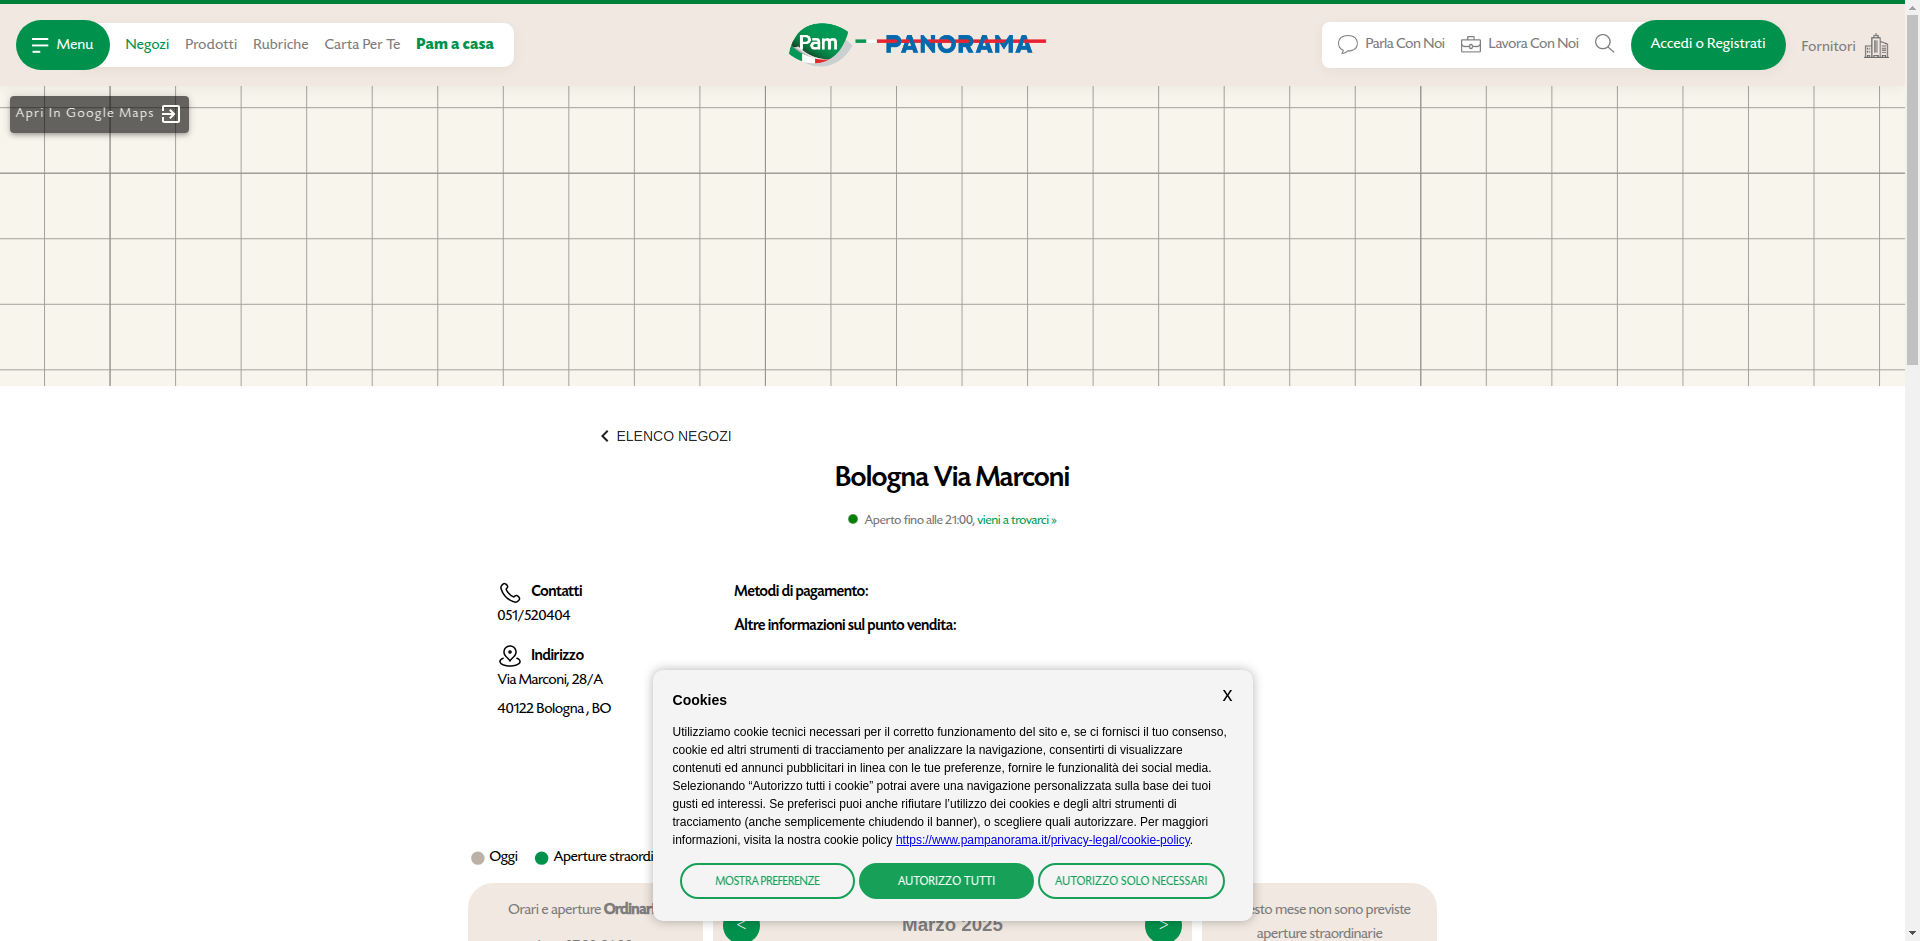 Menu
Negozi
Prodotti
Rubriche
Carta Per Te
Pam a casa
Pam
PANORAMA
Parla Con Noi
Lavora Con Noi
Accedi o Registrati
Fornitori
Apri In Google Maps
ELENCO NEGOZI
Bologna Via Marconi
Aperto fino alle 21:00, vieni a trovarci »
Contatti
051/520404
Indirizzo
Via Marconi, 28/A
40122 Bologna , BO
Metodi di pagamento:
Altre informazioni sul punto vendita:
Cookies
X
Utilizziamo cookie tecnici necessari per il corretto funzionamento del sito e, se ci fornisci il tuo consenso,
cookie ed altri strumenti di tracciamento per analizzare la navigazione, consentirti di visualizzare
contenuti ed annunci pubblicitari in linea con le tue preferenze, fornire le funzionalità dei social media.
Selezionando “Autorizzo tutti i cookie” potrai avere una navigazione personalizzata sulla base dei tuoi
gusti ed interessi. Se preferisci puoi anche rifiutare l’utilizzo dei cookies e degli altri strumenti di
tracciamento (anche semplicemente chiudendo il banner), o scegliere quali autorizzare. Per maggiori
informazioni, visita la nostra cookie policy https://www.pampanorama.it/privacy-legal/cookie-policy.
MOSTRA PREFERENZE
AUTORIZZO TUTTI
AUTORIZZO SOLO NECESSARI
Oggi
Aperture
Orari e aperture
<
Marzo 2025
>
mese non sono previste
aperture straordinarie